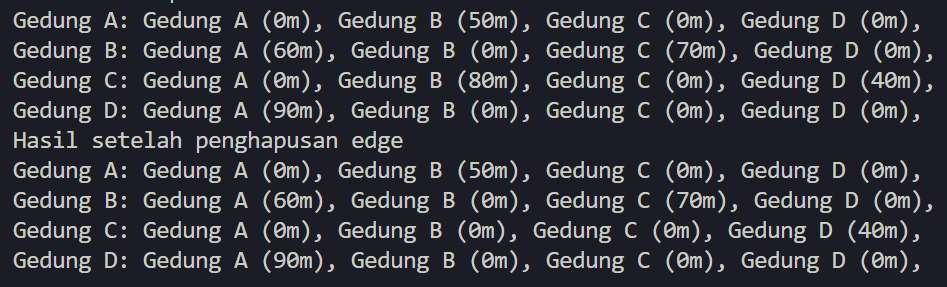 Gedung A: Gedung A (0m), Gedung B (50m), Gedung C (0m), Gedung D (0m),
Gedung B: Gedung A (60m), Gedung B (0m), Gedung C (70m), Gedung D (0m),
Gedung C: Gedung A (0m), Gedung B (80m), Gedung C (0m), Gedung D (40m),
Gedung D: Gedung A (90m), Gedung B (0m), Gedung C (0m), Gedung D (0m),
Hasil setelah penghapusan edge
Gedung A: Gedung A (0m), Gedung B (50m), Gedung C (0m), Gedung D (0m),
Gedung B: Gedung A (60m), Gedung B (0m), Gedung C (70m), Gedung D (0m),
Gedung C: Gedung A (0m), Gedung B (0m), Gedung C (0m), Gedung D (40m),
Gedung D: Gedung A (90m), Gedung B (0m), Gedung C (0m), Gedung D (0m),